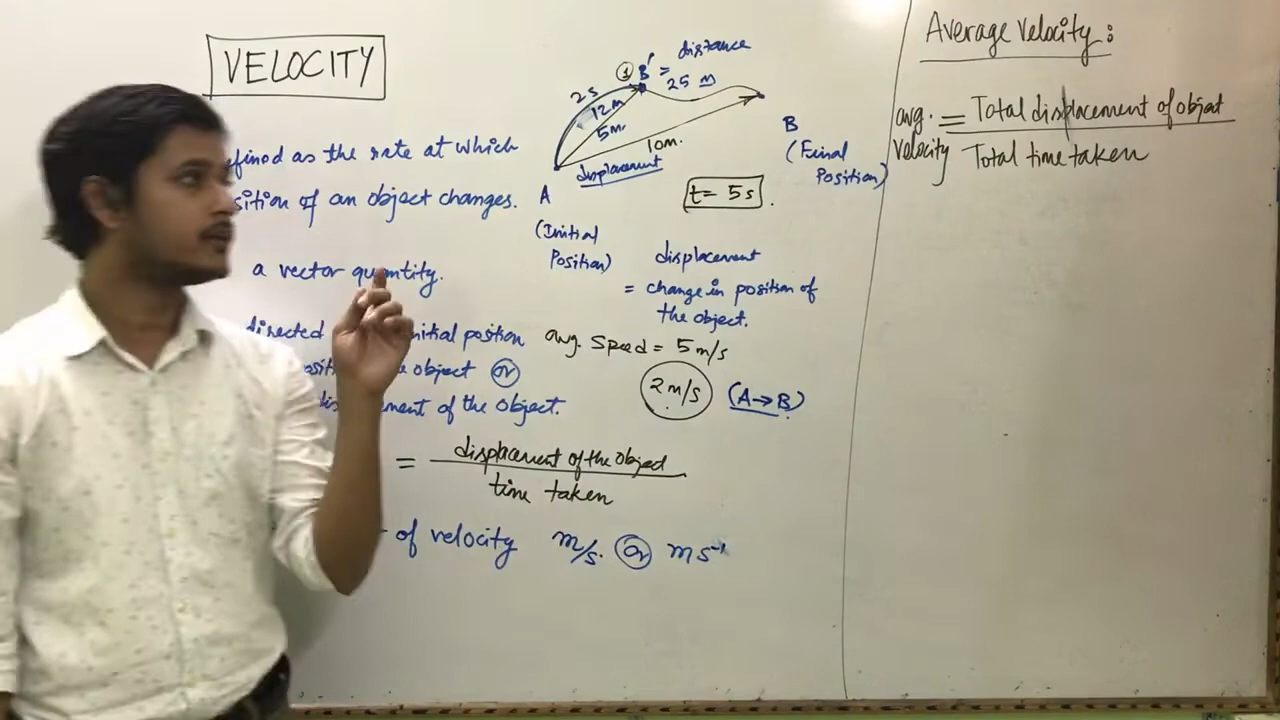 VELOCITY
efined as the rate at which
sition of an object changes.
a vector quantity.
directed initial position
the object or
of the object.
= displacement of the object
time taken
of velocity m/s. or ms⁻¹
2s
12m
5m.
1 B' = distance
25 m
10m.
displacement
A
(Initial
Position)
B
(Final
Position)
t = 5s.
displacement
= change in position of
the object.
avg. speed = 5 m/s
2 m/s (A→B)
Average velocity:
avg. velocity = Total displacement of object
Total time taken